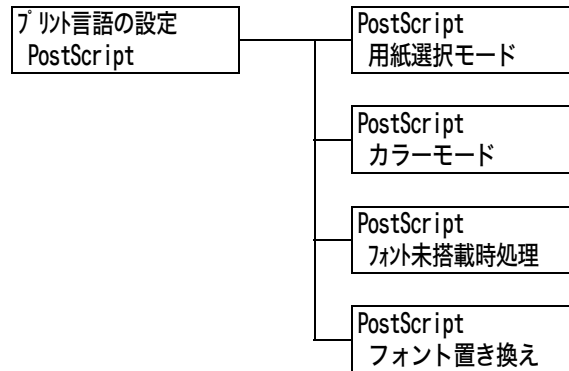 ﾌﾟﾘﾝﾄ言語の設定
PostScript
PostScript
用紙選択モード
PostScript
カラーモード
PostScript
ﾌｫﾝﾄ未搭載時処理
PostScript
フォント置き換え